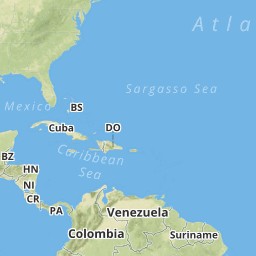 Atla
Sargasso Sea
Mexico
BS
Cuba
DO
BZ
Caribbean
Sea
HN
NI
CR
PA
Venezuela
Colombia
Suriname